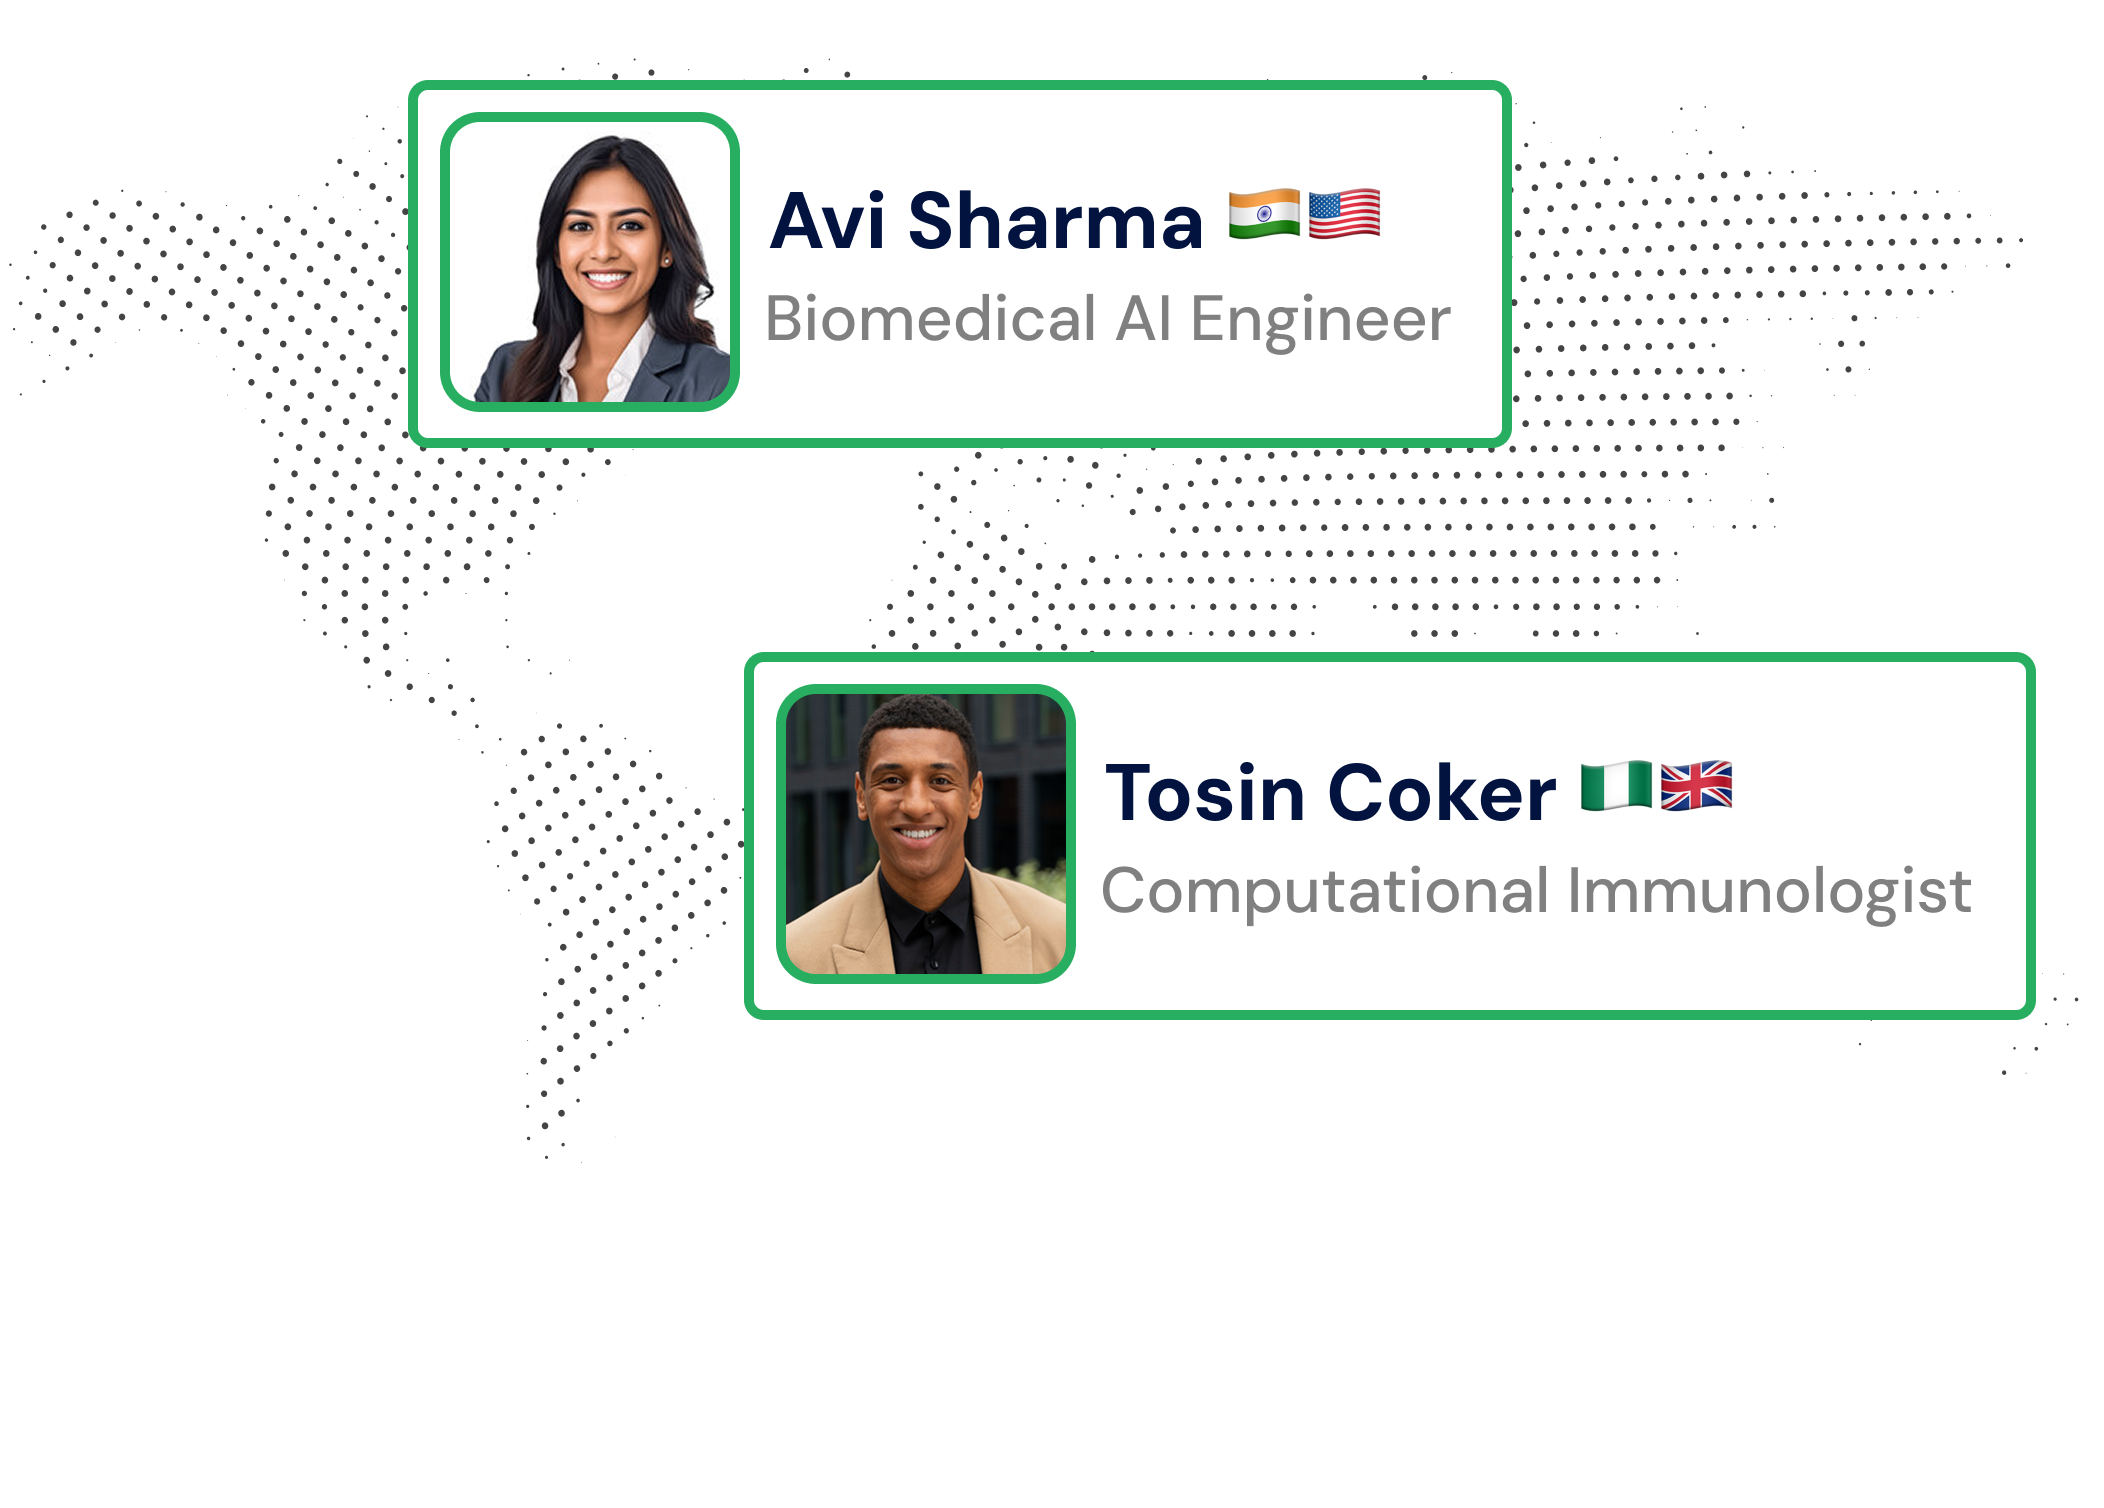 Avi Sharma 🇮🇳🇺🇸
Biomedical AI Engineer
Tosin Coker 🇳🇬🇬🇧
Computational Immunologist